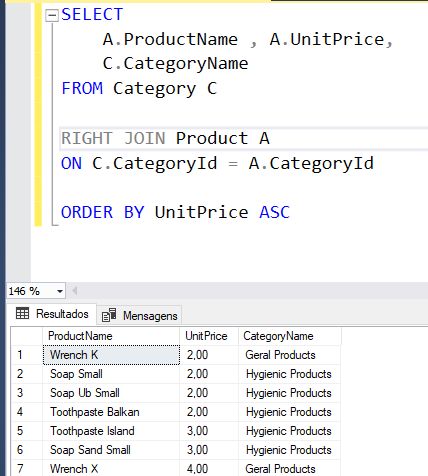 SELECT
A.ProductName , A.UnitPrice,
C.CategoryName
FROM Category C
RIGHT JOIN Product A
ON C.CategoryId = A.CategoryId
ORDER BY UnitPrice ASC
146 %
Resultados Mensagens
ProductName UnitPrice CategoryName
1 Wrench K 2,00 Geral Products
2 Soap Small 2,00 Hygienic Products
3 Soap Ub Small 2,00 Hygienic Products
4 Toothpaste Balkan 2,00 Hygienic Products
5 Toothpaste Island 3,00 Hygienic Products
6 Soap Sand Small 3,00 Hygienic Products
7 Wrench X 4,00 Geral Products